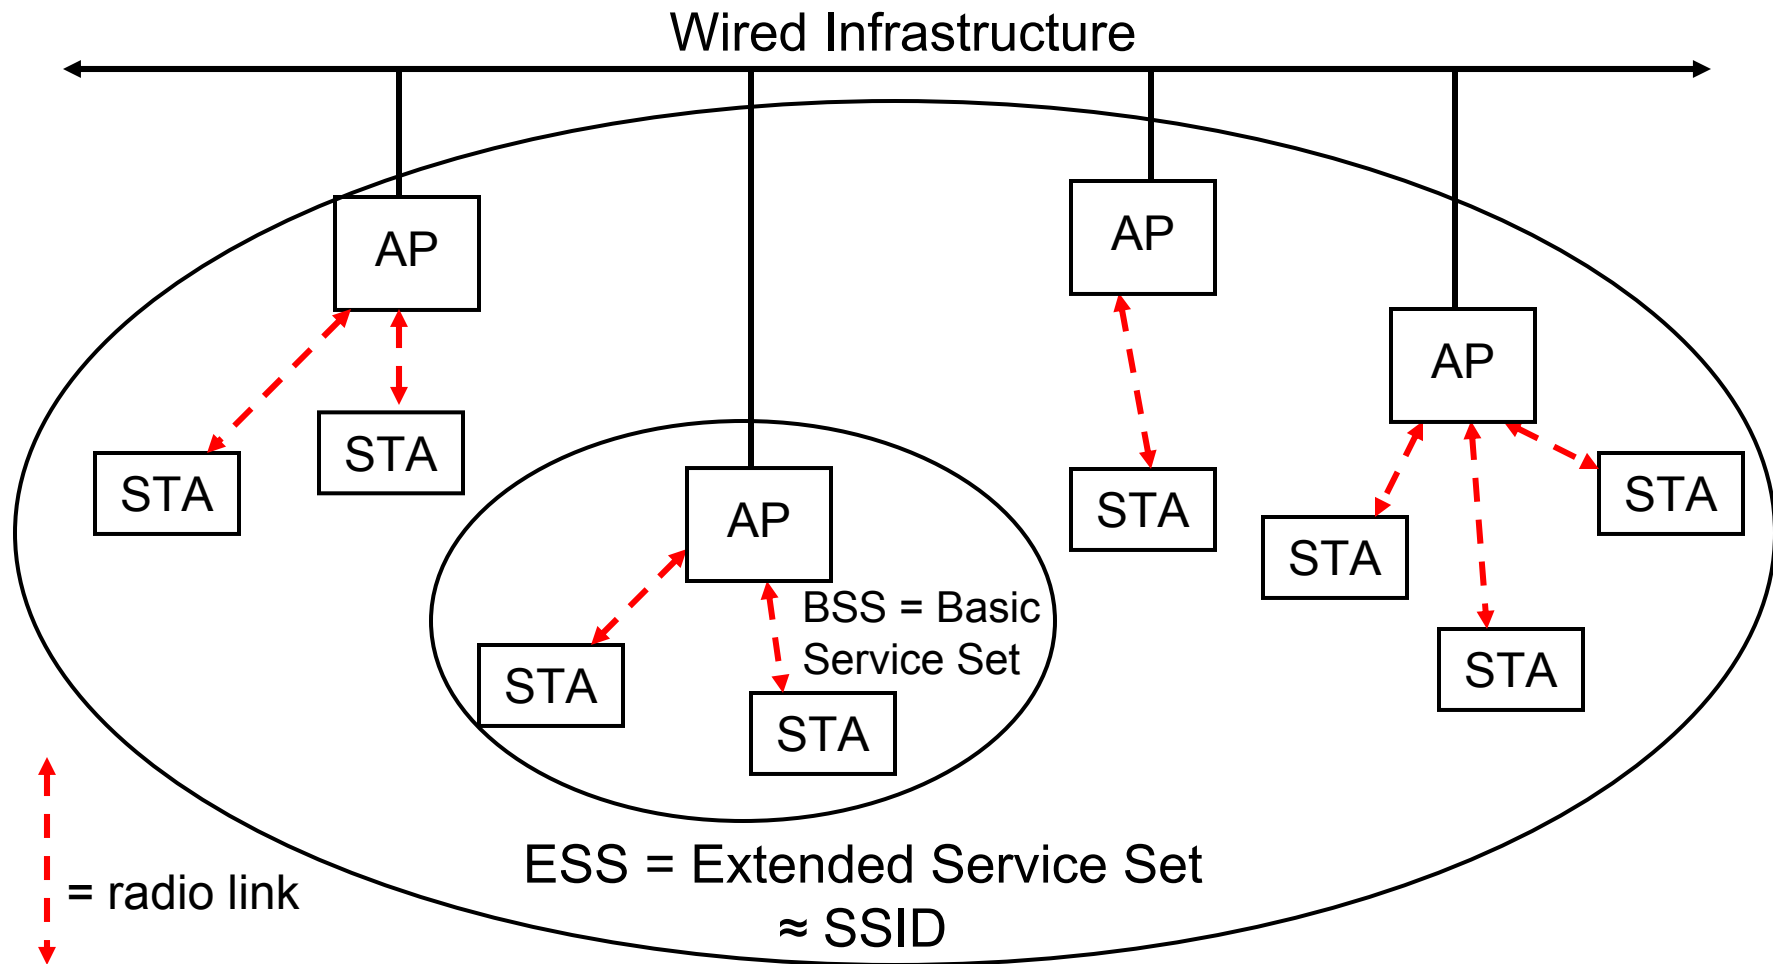 Wired Infrastructure
AP
AP
AP
STA
STA
AP
STA
STA
STA
STA
BSS = Basic
Service Set
STA
STA
STA
ESS = Extended Service Set
= radio link
≈ SSID